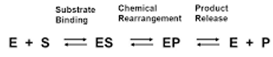 Substrate Binding
Chemical Rearrangement
Product Release
E + S ⇌ ES ⇌ EP ⇌ E + P